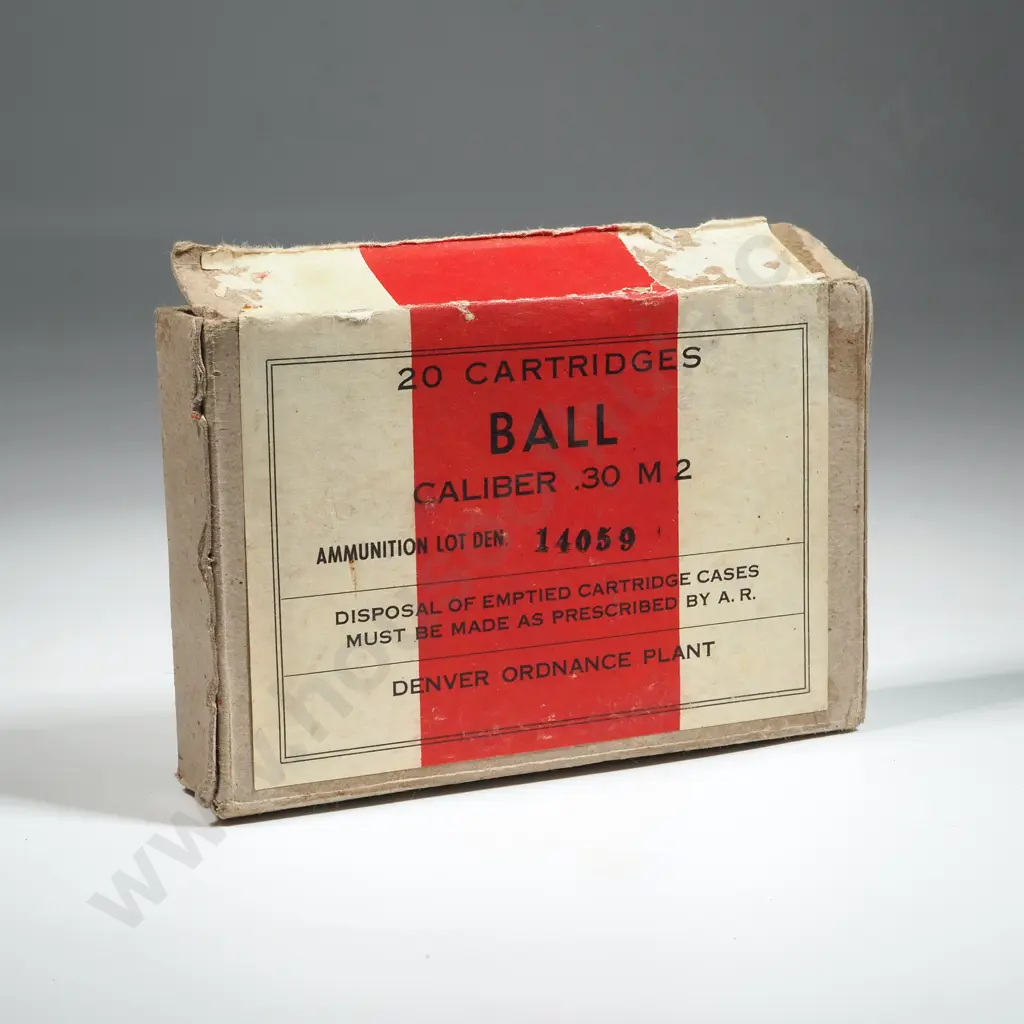 20 CARTRIDGES
BALL
CALIBER .30 M 2
AMMUNITION LOT DEN. 14059
DISPOSAL OF EMPTIED CARTRIDGE CASES
MUST BE MADE AS PRESCRIBED BY A. R.
DENVER ORDNANCE PLANT